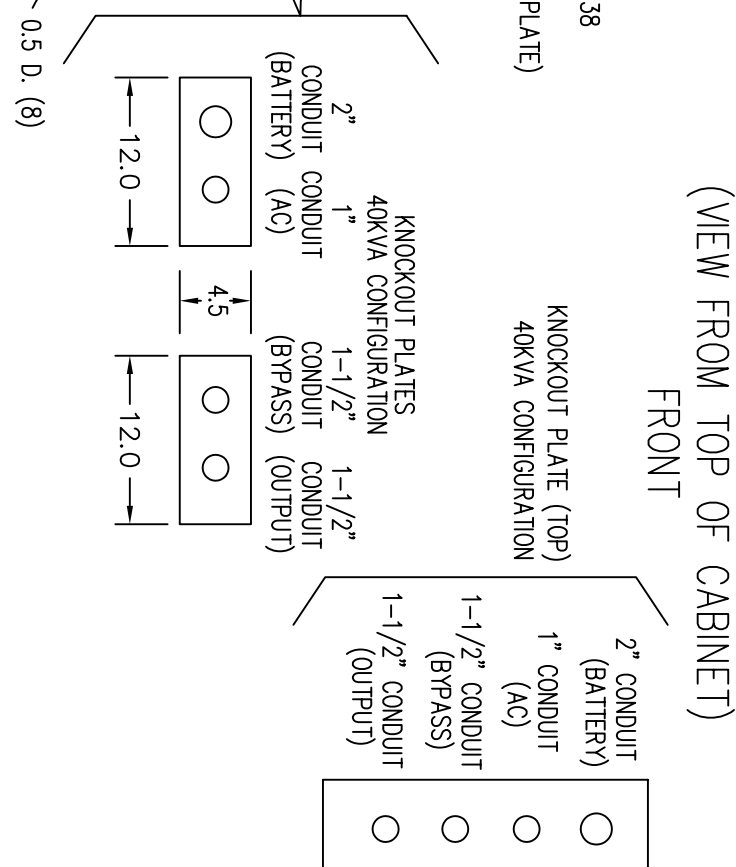 (VIEW FROM TOP OF CABINET)
FRONT
38
PLATE)
KNOCKOUT PLATE (TOP)
40KVA CONFIGURATION
2" CONDUIT
(BATTERY)
1" CONDUIT
(AC)
1-1/2" CONDUIT
(BYPASS)
1-1/2" CONDUIT
(OUTPUT)
KNOCKOUT PLATES
40KVA CONFIGURATION
2"
CONDUIT
(BATTERY)
1"
CONDUIT
(AC)
1-1/2"
CONDUIT
(BYPASS)
1-1/2"
CONDUIT
(OUTPUT)
4.5
12.0
12.0
0.5 D. (8)